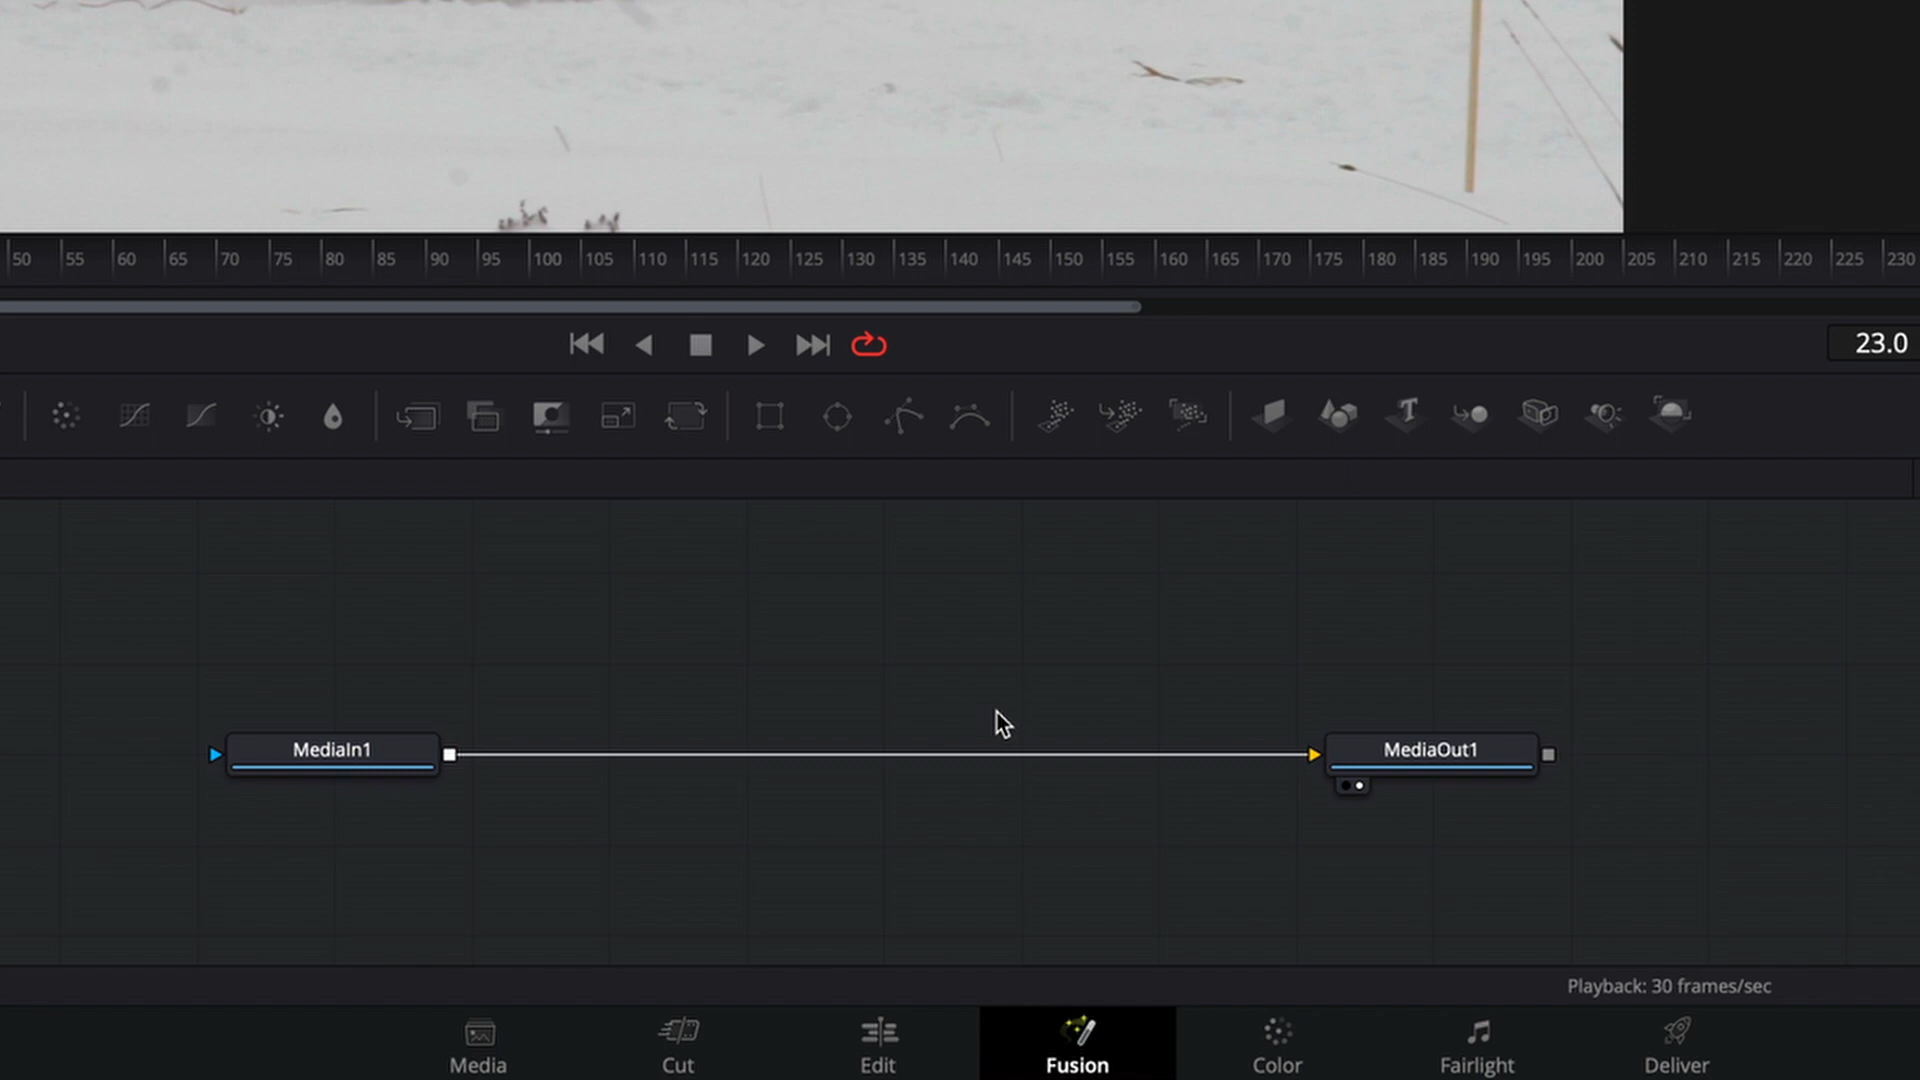 50 55 60 65 70 75 80 85 90 95 100 105 110 115 120 125 130 135 140 145 150 155 160 165 170 175 180 185 190 195 200 205 210 215 220 225 230
23.0
MediaIn1 MediaOut1
Playback: 30 frames/sec
Media Cut Edit Fusion Color Fairlight Deliver